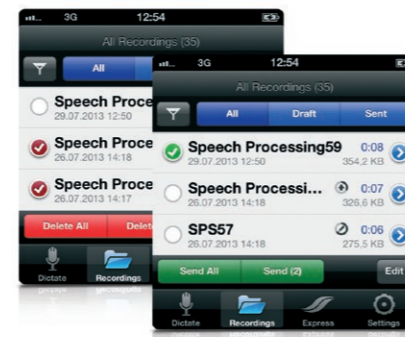 3G 12:54
All Recordings (35)
All
Speech Proce
29.07.2013 12:50
Speech Proce
26.07.2013 14:18
Speech Proce
26.07.2013 14:17
Delete All Delet
Dictate Recordings
3G 12:54
All Recordings (35)
All Draft Sent
Speech Processing59 0:08
29.07.2013 12:50 354,2 KB
Speech Processi... 0:07
26.07.2013 14:18 326,6 KB
SPS57 0:06
26.07.2013 14:18 275,5 KB
Send All Send (2) Edit
Dictate Recordings Express Settings